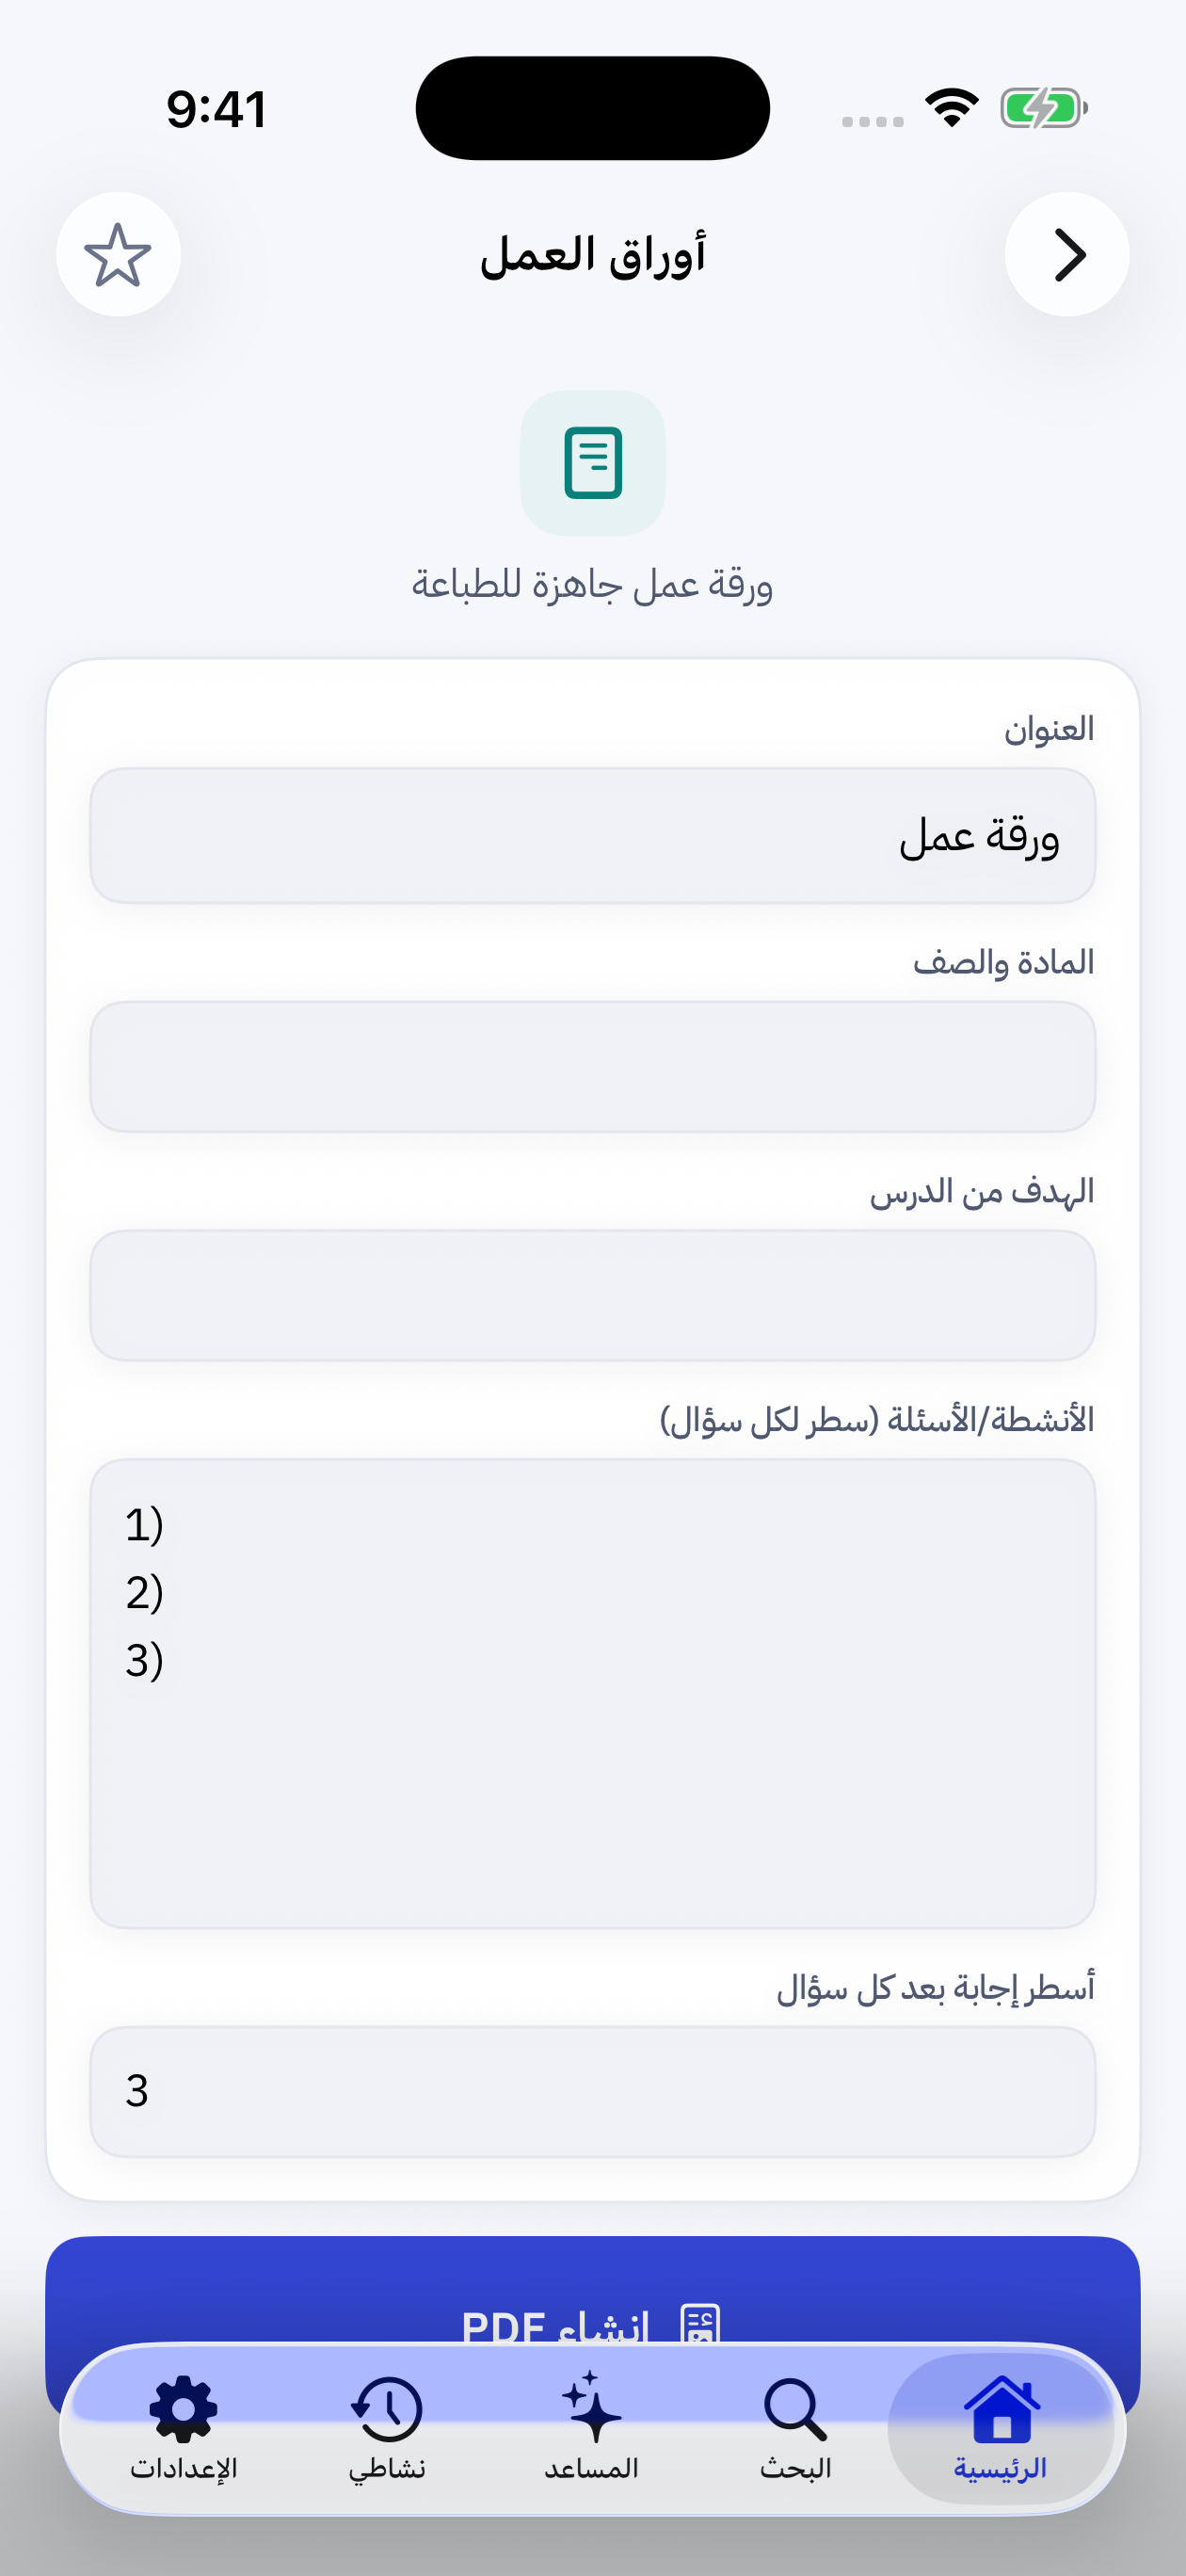 9:41
أوراق العمل
ورقة عمل جاهزة للطباعة
العنوان
ورقة عمل
المادة والصف
الهدف من الدرس
الأنشطة/الأسئلة (سطر لكل سؤال)
1)
2)
3)
أسطر إجابة بعد كل سؤال
3
إنشاء PDF
الرئيسية
البحث
المساعد
نشاطي
الإعدادات